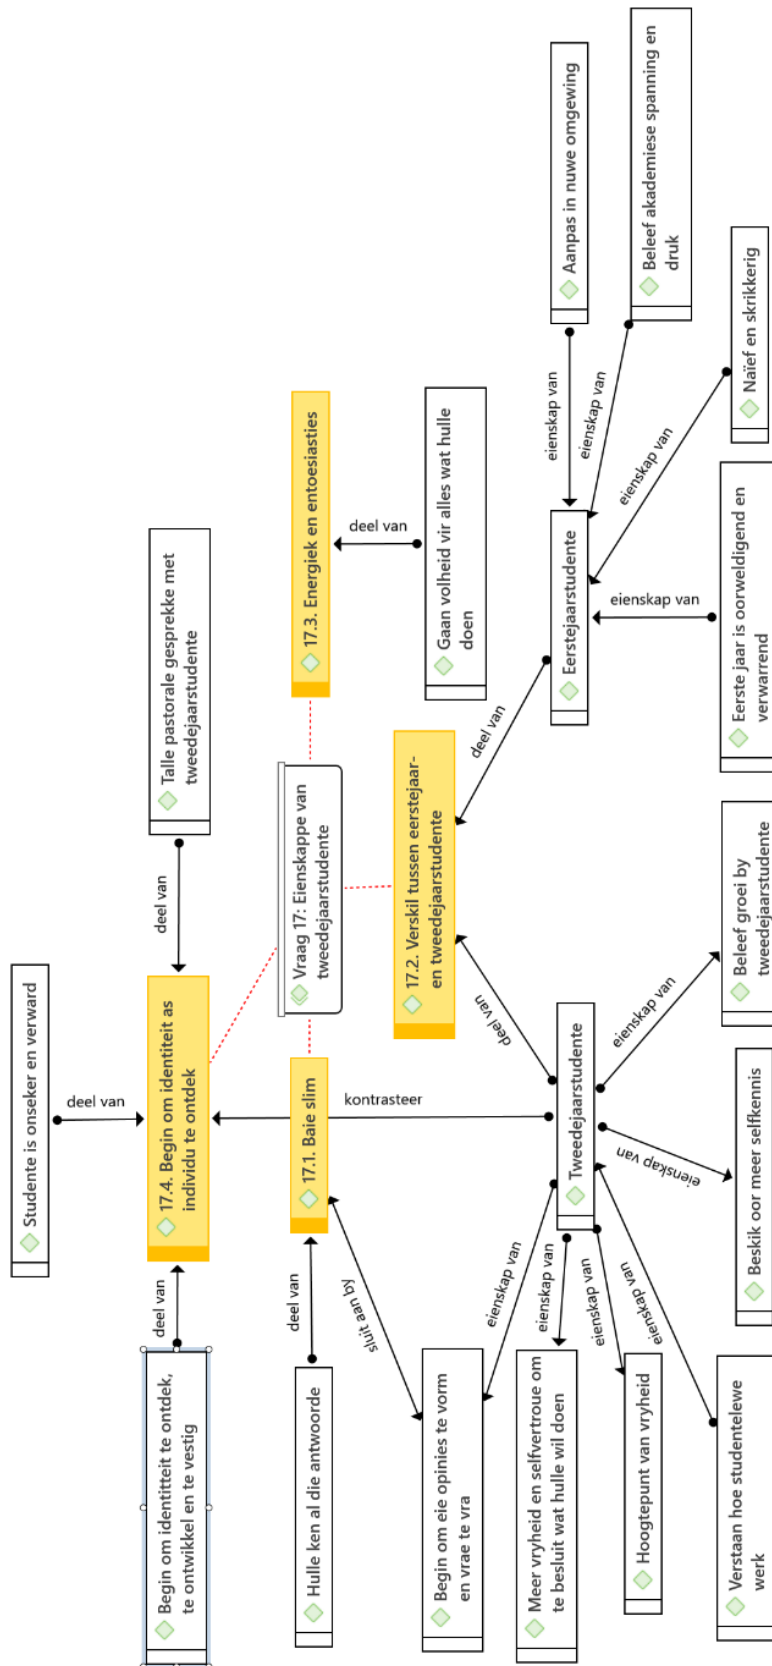 Studente is onseker en verward
deel van
Begin om identitteit te ontdek,
te ontwikkel en te vestig
deel van
17.4. Begin om identiteit as
individu te ontdek
deel van
Talle pastorale gesprekke met
tweedejaarstudente
Hulle ken al die antwoorde
deel van
17.1. Baie slim
Vraag 17: Eienskappe van
tweedejaarstudente
17.3. Energiek en entoesiasties
deel van
Gaan volheid vir alles wat hulle
doen
sluit aan by
kontrasteer
17.2. Verskil tussen eerstejaar-
en tweedejaarstudente
deel van
deel van
Begin om eie opinies te vorm
en vrae te vra
eienskap van
Meer vryheid en selfvertroue om
te besluit wat hulle wil doen
eienskap van
Hoogtepunt van vryheid
eienskap van
Verstaan hoe studentelewe
werk
eienskap van
Tweedejaarstudente
eienskap van
Beskik oor meer selfkennis
eienskap van
Beleef groei by
tweedejaarstudente
Eerstejaarstudente
eienskap van
Aanpas in nuwe omgewing
eienskap van
Beleef akademiese spanning en
druk
eienskap van
Naïef en skrikkerig
eienskap van
Eerste jaar is oorweldigend en
verwarrend